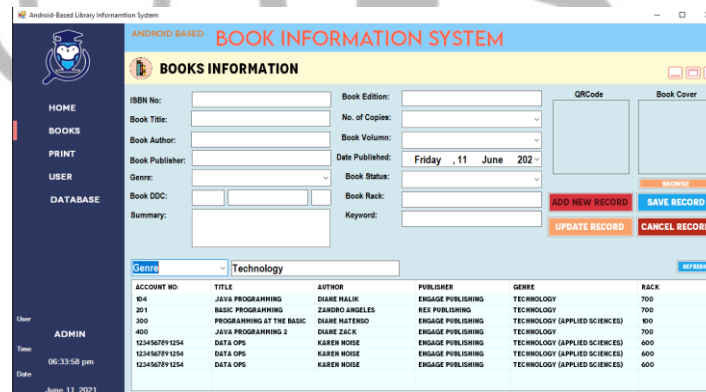 Android-Based Library Informamtion System
ANDROID BASED BOOK INFORMATION SYSTEM
BOOKS INFORMATION
HOME
BOOKS
PRINT
USER
DATABASE
User
ADMIN
Time
06:33:58 pm
Date
June 11, 2021
ISBN No:
Book Title:
Book Author:
Book Publisher:
Genre:
Book DDC:
Summary:
Book Edition:
No. of Copies:
Book Volumn:
Date Published: Friday , 11 June 202
Book Status:
Book Rack:
Keyword:
QRCode
Book Cover
BROWSE
ADD NEW RECORD SAVE RECORD
UPDATE RECORD CANCEL RECOR
Genre Technology
REFRESH
ACCOUNT NO: TITLE AUTHOR PUBLISHER GENRE RACK
104 JAVA PROGRAMMING DIANE MALIK ENGAGE PUBLISHING TECHNOLOGY 700
201 BASIC PROGRAMMING ZANDRO ANGELES REX PUBLISHING TECHNOLOGY 700
300 PROGRAMMING AT THE BASIC DIANE MATENSO ENGAGE PUBLISHING TECHNOLOGY (APPLIED SCIENCES) 100
400 JAVA PROGRAMMING 2 DIANE ZACK ENGAGE PUBLISHING TECHNOLOGY 700
1234567891254 DATA OPS KAREN NOISE ENGAGE PUBLISHING TECHNOLOGY (APPLIED SCIENCES) 600
1234567891254 DATA OPS KAREN NOISE ENGAGE PUBLISHING TECHNOLOGY (APPLIED SCIENCES) 600
1234567891254 DATA OPS KAREN NOISE ENGAGE PUBLISHING TECHNOLOGY (APPLIED SCIENCES) 600